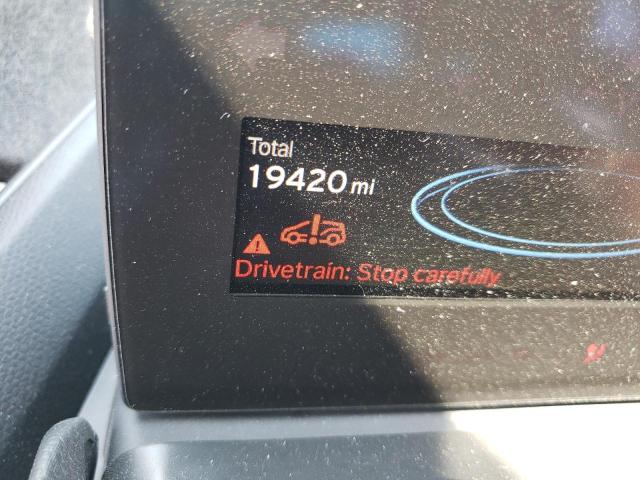 Total
19420 mi
Drivetrain: Stop carefully.